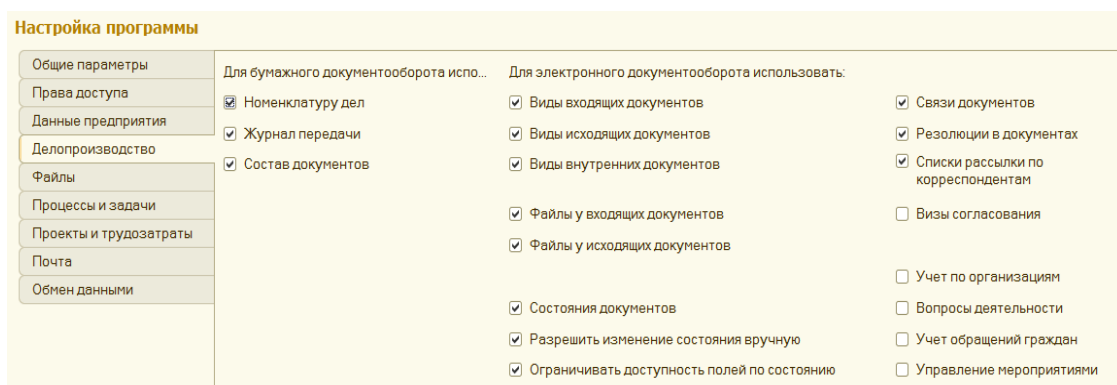 Настройка программы
Общие параметры
Права доступа
Данные предприятия
Делопроизводство
Файлы
Процессы и задачи
Проекты и трудозатраты
Почта
Обмен данными
Для бумажного документооборота испо...
Номенклатуру дел
Журнал передачи
Состав документов
Для электронного документооборота использовать:
Виды входящих документов
Виды исходящих документов
Виды внутренних документов
Файлы у входящих документов
Файлы у исходящих документов
Состояния документов
Разрешить изменение состояния вручную
Ограничивать доступность полей по состоянию
Связи документов
Резолюции в документах
Списки рассылки по
корреспондентам
Визы согласования
Учет по организациям
Вопросы деятельности
Учет обращений граждан
Управление мероприятиями